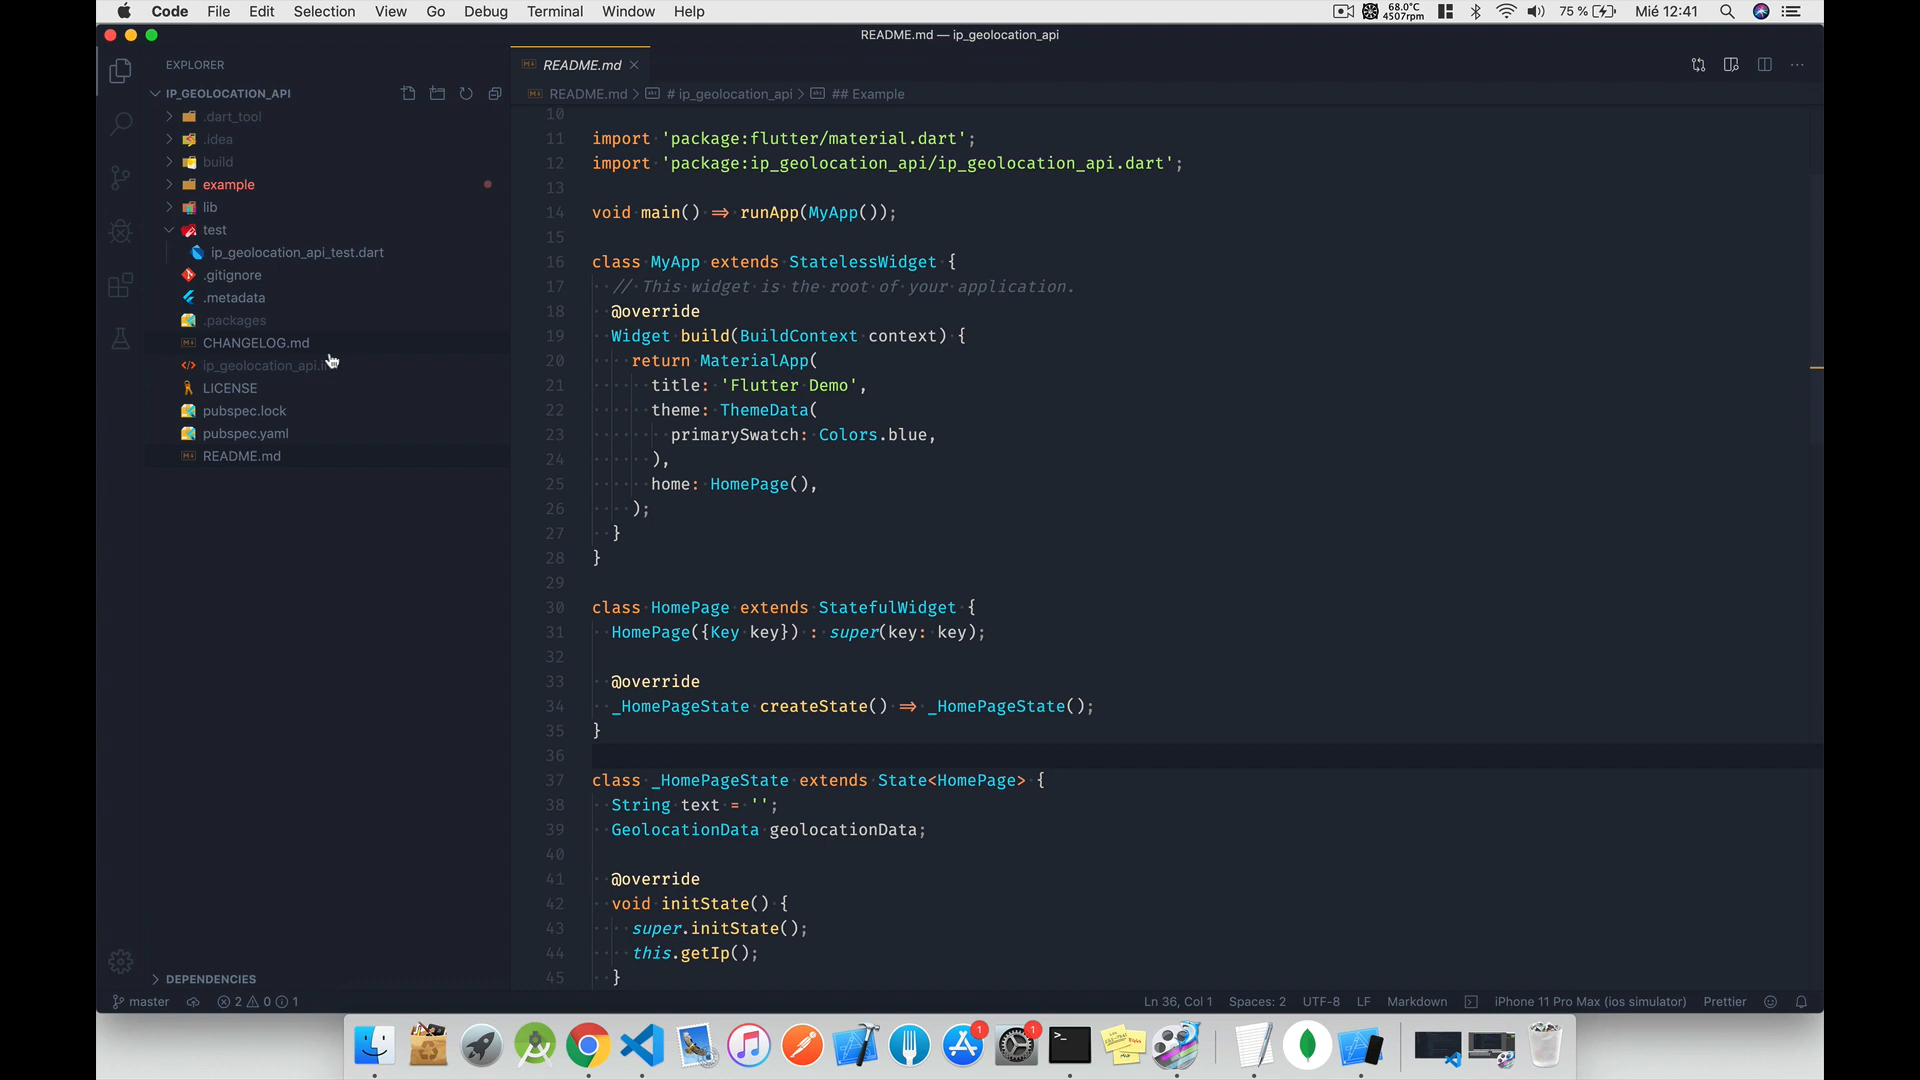 Code File Edit Selection View Go Debug Terminal Window Help
68.0°C
4507rpm
75 %
Mié 12:41
README.md — ip_geolocation_api
EXPLORER
IP_GEOLOCATION_API
.dart_tool
.idea
build
example
lib
test
ip_geolocation_api_test.dart
.gitignore
.metadata
.packages
CHANGELOG.md
ip_geolocation_api.i
LICENSE
pubspec.lock
pubspec.yaml
README.md
DEPENDENCIES
README.md
README.md > # ip_geolocation_api > ## Example
10
11 import 'package:flutter/material.dart';
12 import 'package:ip_geolocation_api/ip_geolocation_api.dart';
13
14 void main() => runApp(MyApp());
15
16 class MyApp extends StatelessWidget {
17 // This widget is the root of your application.
18 @override
19 Widget build(BuildContext context) {
20 return MaterialApp(
21 title: 'Flutter Demo',
22 theme: ThemeData(
23 primarySwatch: Colors.blue,
24 ),
25 home: HomePage(),
26 );
27 }
28 }
29
30 class HomePage extends StatefulWidget {
31 HomePage({Key key}) : super(key: key);
32
33 @override
34 _HomePageState createState() => _HomePageState();
35 }
36
37 class _HomePageState extends State<HomePage> {
38 String text = '';
39 GeolocationData geolocationData;
40
41 @override
42 void initState() {
43 super.initState();
44 this.getIp();
45 }
master 2 0 1
Ln 36, Col 1 Spaces: 2 UTF-8 LF Markdown iPhone 11 Pro Max (ios simulator) Prettier
1
1